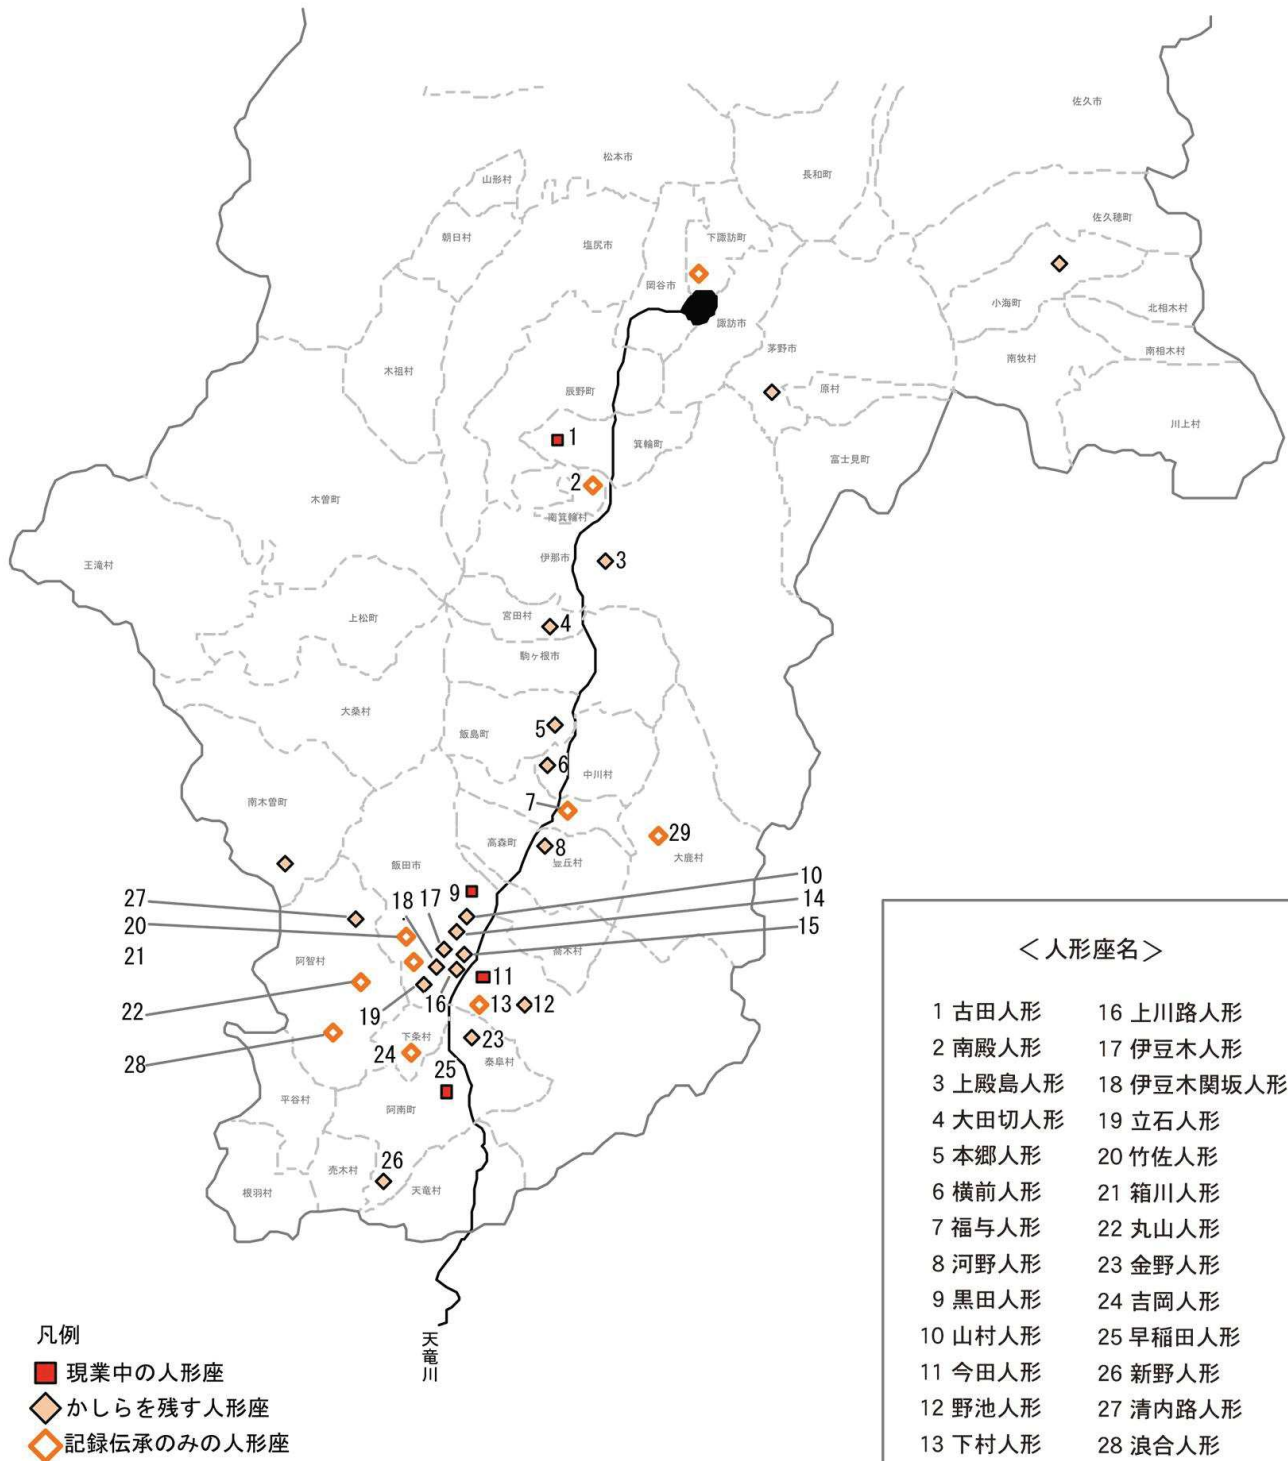 佐久市
松本市
長和町
山形村
佐久穂町
朝日村
塩尻市
下諏訪町
岡谷市
小海町
北相木村
諏訪市
茅野市
南牧村
南相木村
木祖村
辰野町
原村
川上村
1
箕輪町
富士見町
木曽町
2
南箕輪村
伊那市
3
王滝村
上松町
宮田村
4
駒ヶ根市
大桑村
飯島町
5
6
中川村
南木曽町
7
高森町
8
豊丘村
29
大鹿村
飯田市
27
18
17
9
10
14
20
15
21
阿智村
喬木村
22
19
16
11
13
12
28
下条村
24
23
泰阜村
25
平谷村
阿南町
売木村
26
根羽村
天竜村
天竜川
凡例
現業中の人形座
かしらを残す人形座
記録伝承のみの人形座
＜人形座名＞
1 古田人形
2 南殿人形
3 上殿島人形
4 大田切人形
5 本郷人形
6 横前人形
7 福与人形
8 河野人形
9 黒田人形
10 山村人形
11 今田人形
12 野池人形
13 下村人形
16 上川路人形
17 伊豆木人形
18 伊豆木関坂人形
19 立石人形
20 竹佐人形
21 箱川人形
22 丸山人形
23 金野人形
24 吉岡人形
25 早稲田人形
26 新野人形
27 清内路人形
28 浪合人形